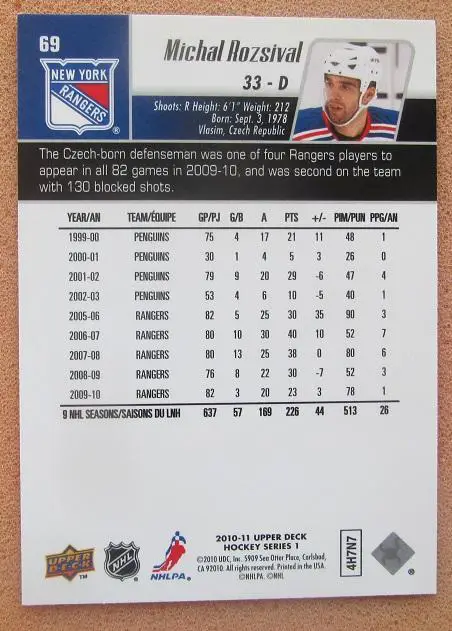 69
NEW YORK
RANGERS
®
Michal Rozsival
33 - D
Shoots: R Height: 6'1" Weight: 212
Born: Sept. 3, 1978
Vlasim, Czech Republic
The Czech-born defenseman was one of four Rangers players to
appear in all 82 games in 2009-10, and was second on the team
with 130 blocked shots.
YEAR/AN TEAM/ÉQUIPE GP/PJ G/B A PTS +/- PIM/PUN PPG/AN
1999-00 PENGUINS 75 4 17 21 11 48 1
2000-01 PENGUINS 30 1 4 5 3 26 0
2001-02 PENGUINS 79 9 20 29 -6 47 4
2002-03 PENGUINS 53 4 6 10 -5 40 1
2005-06 RANGERS 82 5 25 30 35 90 3
2006-07 RANGERS 80 10 30 40 10 52 7
2007-08 RANGERS 80 13 25 38 0 80 6
2008-09 RANGERS 76 8 22 30 -7 52 3
2009-10 RANGERS 82 3 20 23 3 78 1
9 NHL SEASONS/SAISONS DU LNH 637 57 169 226 44 513 26
UPPER DECK TM
NHL
NHLPA.
2010-11 UPPER DECK
HOCKEY SERIES 1
©2010 UDC, Inc. 5909 Sea Otter Place, Carlsbad,
CA 92010. All rights reserved. Printed in the USA.
©NHLPA. ©NHL
4H7N7
®